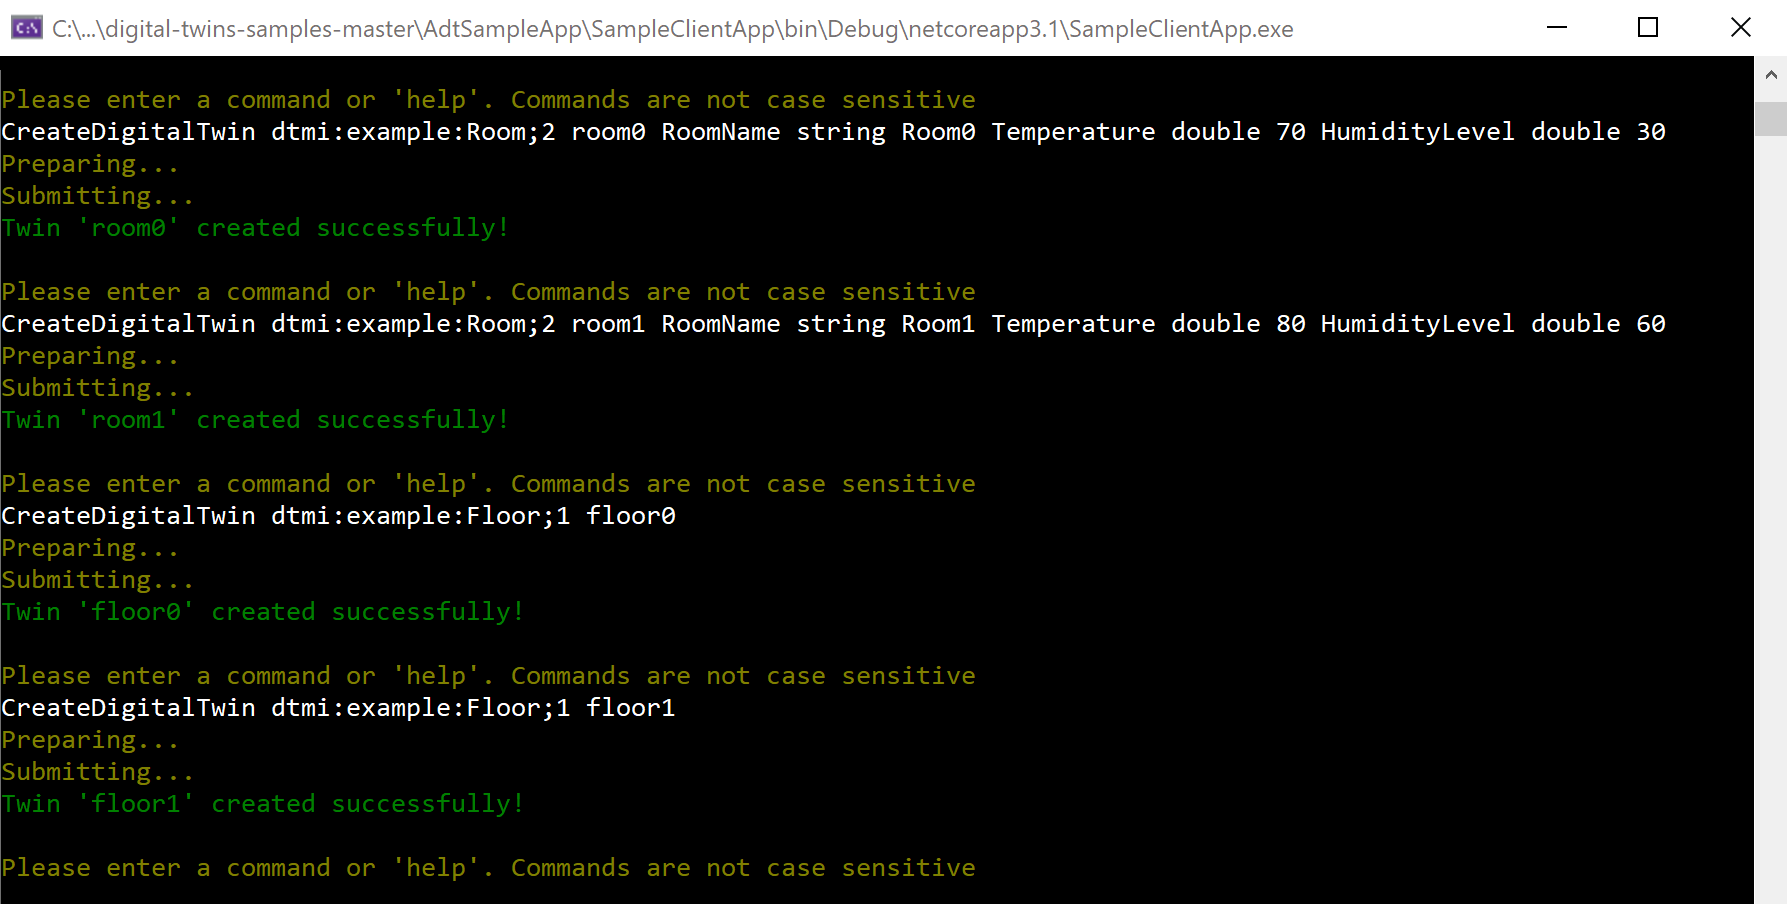 C:\...\digital-twins-samples-master\AdtSampleApp\SampleClientApp\bin\Debug\netcoreapp3.1\SampleClientApp.exe
Please enter a command or 'help'. Commands are not case sensitive
CreateDigitalTwin dtmi:example:Room;2 room0 RoomName string Room0 Temperature double 70 HumidityLevel double 30
Preparing...
Submitting...
Twin 'room0' created successfully!
Please enter a command or 'help'. Commands are not case sensitive
CreateDigitalTwin dtmi:example:Room;2 room1 RoomName string Room1 Temperature double 80 HumidityLevel double 60
Preparing...
Submitting...
Twin 'room1' created successfully!
Please enter a command or 'help'. Commands are not case sensitive
CreateDigitalTwin dtmi:example:Floor;1 floor0
Preparing...
Submitting...
Twin 'floor0' created successfully!
Please enter a command or 'help'. Commands are not case sensitive
CreateDigitalTwin dtmi:example:Floor;1 floor1
Preparing...
Submitting...
Twin 'floor1' created successfully!
Please enter a command or 'help'. Commands are not case sensitive